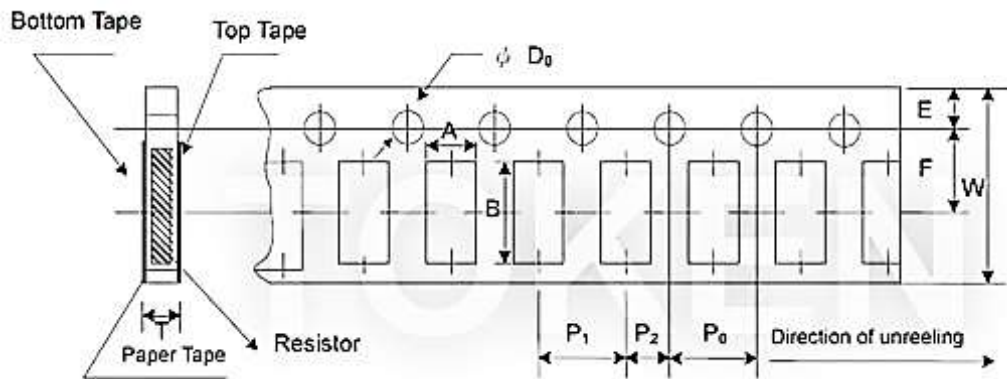 Bottom Tape
Top Tape
ϕ D₀
E
A
F
W
B
TOKEN
T
Paper Tape
Resistor
P₁
P₂
P₀
Direction of unreeling